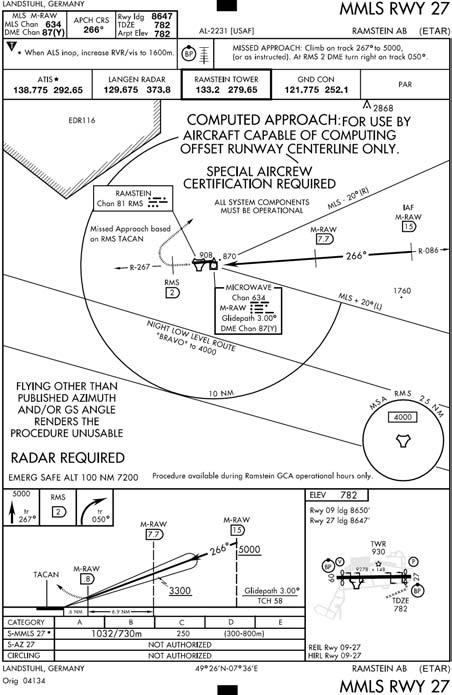 MMLS RWY 27
LANDSTUHL, GERMANY
AL-2231 [USAF]
RAMSTEIN AB (ETAR)
MLS M-RAW
MLS Chan 634
DME Chan 87(Y)
APCH CRS
266°
Rwy ldg 8647
TDZE 782
Arpt Elev 782
T
* When ALS inop, increase RVR/vis to 1600m.
BP
MISSED APPROACH: Climb on track 267° to 5000,
(or as instructed). At RMS 2 DME turn right on track 050°.
ATIS★
138.775 292.65
LANGEN RADAR
129.675 373.8
RAMSTEIN TOWER
133.2 279.65
GND CON
121.775 252.1
PAR
2868
EDR116
COMPUTED APPROACH: FOR USE BY
AIRCRAFT CAPABLE OF COMPUTING
OFFSET RUNWAY CENTERLINE ONLY.
SPECIAL AIRCREW
CERTIFICATION REQUIRED
ALL SYSTEM COMPONENTS
MUST BE OPERATIONAL
RAMSTEIN
Chan 81 RMS
Missed Approach based
on RMS TACAN
MLS -20°(R)
IAF
M-RAW
15
M-RAW
7.7
R-086
266°
908
870
R-267
RMS
2
MICROWAVE
Chan 634
M-RAW
Glidepath 3.00°
DME Chan 87(Y)
MLS +20°(L)
1760
NIGHT LOW LEVEL ROUTE
"BRAVO" to 4000
10 NM
FLYING OTHER THAN
PUBLISHED AZIMUTH
AND/OR GS ANGLE
RENDERS THE
PROCEDURE UNUSABLE
MSA RMS 25 NM
4000
RADAR REQUIRED
EMERG SAFE ALT 100 NM 7200
Procedure available during Ramstein GCA operational hours only.
5000
tr
267°
RMS
2
tr
050°
M-RAW
7.7
M-RAW
15
266°
5000
M-RAW
.8
TACAN
3300
Glidepath 3.00°
TCH 58
.8 NM
6.9 NM
ELEV 782
Rwy 09 ldg 8650'
Rwy 27 ldg 8647'
TWR
930
BP
V
P
09
27
BP
TDZE
782
REIL Rwy 09-27
HIRL Rwy 09-27
CATEGORY A B C D E
S-MMLS 27 * 1032/730m 250 (300-800m)
S-AZ 27 NOT AUTHORIZED
CIRCLING NOT AUTHORIZED
LANDSTUHL, GERMANY
49°26'N-07°36'E
RAMSTEIN AB (ETAR)
Orig 04134
MMLS RWY 27